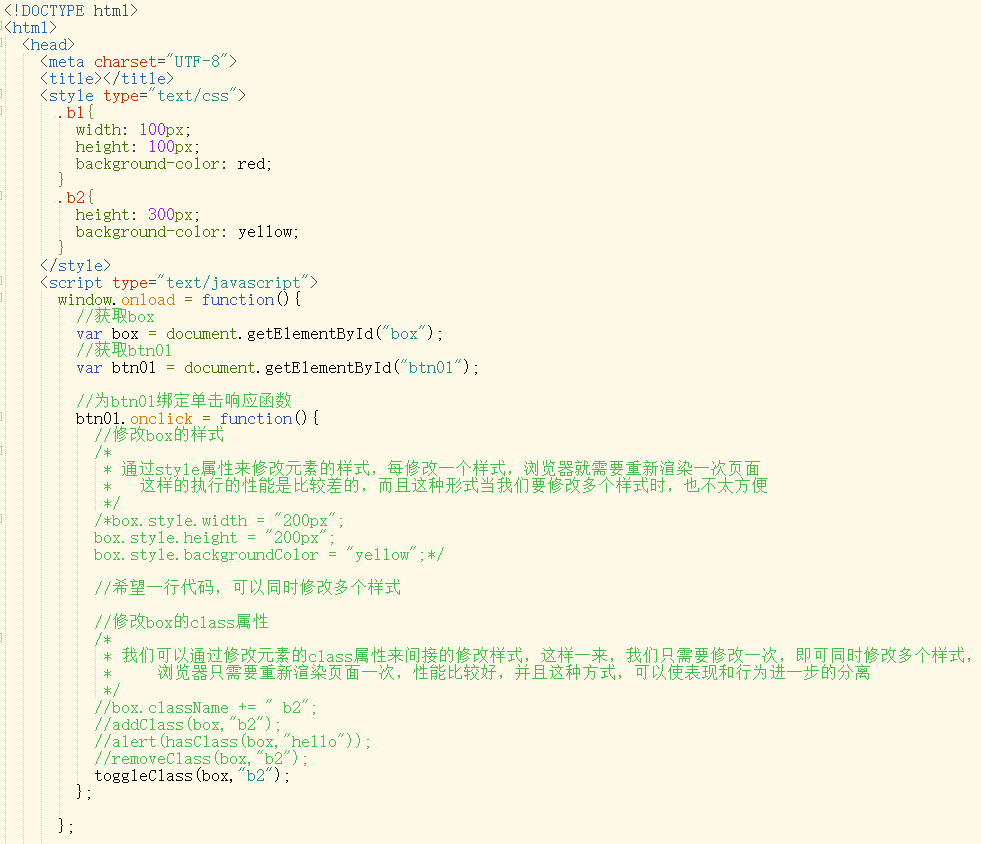 <!DOCTYPE html>
<html>
<head>
<meta charset="UTF-8">
<title></title>
<style type="text/css">
.b1{
width: 100px;
height: 100px;
background-color: red;
}
.b2{
height: 300px;
background-color: yellow;
}
</style>
<script type="text/javascript">
window.onload = function(){
//获取box
var box = document.getElementById("box");
//获取btn01
var btn01 = document.getElementById("btn01");
//为btn01绑定单击响应函数
btn01.onclick = function(){
//修改box的样式
/*
* 通过style属性来修改元素的样式，每修改一个样式，浏览器就需要重新渲染一次页面
* 这样的执行的性能是比较差的，而且这种形式当我们要修改多个样式时，也不太方便
*/
/*box.style.width = "200px";
box.style.height = "200px";
box.style.backgroundColor = "yellow";*/
//希望一行代码，可以同时修改多个样式
//修改box的class属性
/*
* 我们可以通过修改元素的class属性来间接的修改样式，这样一来，我们只需要修改一次，即可同时修改多个样式，
* 浏览器只需要重新渲染页面一次，性能比较好，并且这种方式，可以使表现和行为进一步的分离
*/
//box.className += " b2";
//addClass(box,"b2");
//alert(hasClass(box,"hello"));
//removeClass(box,"b2");
toggleClass(box,"b2");
};
};